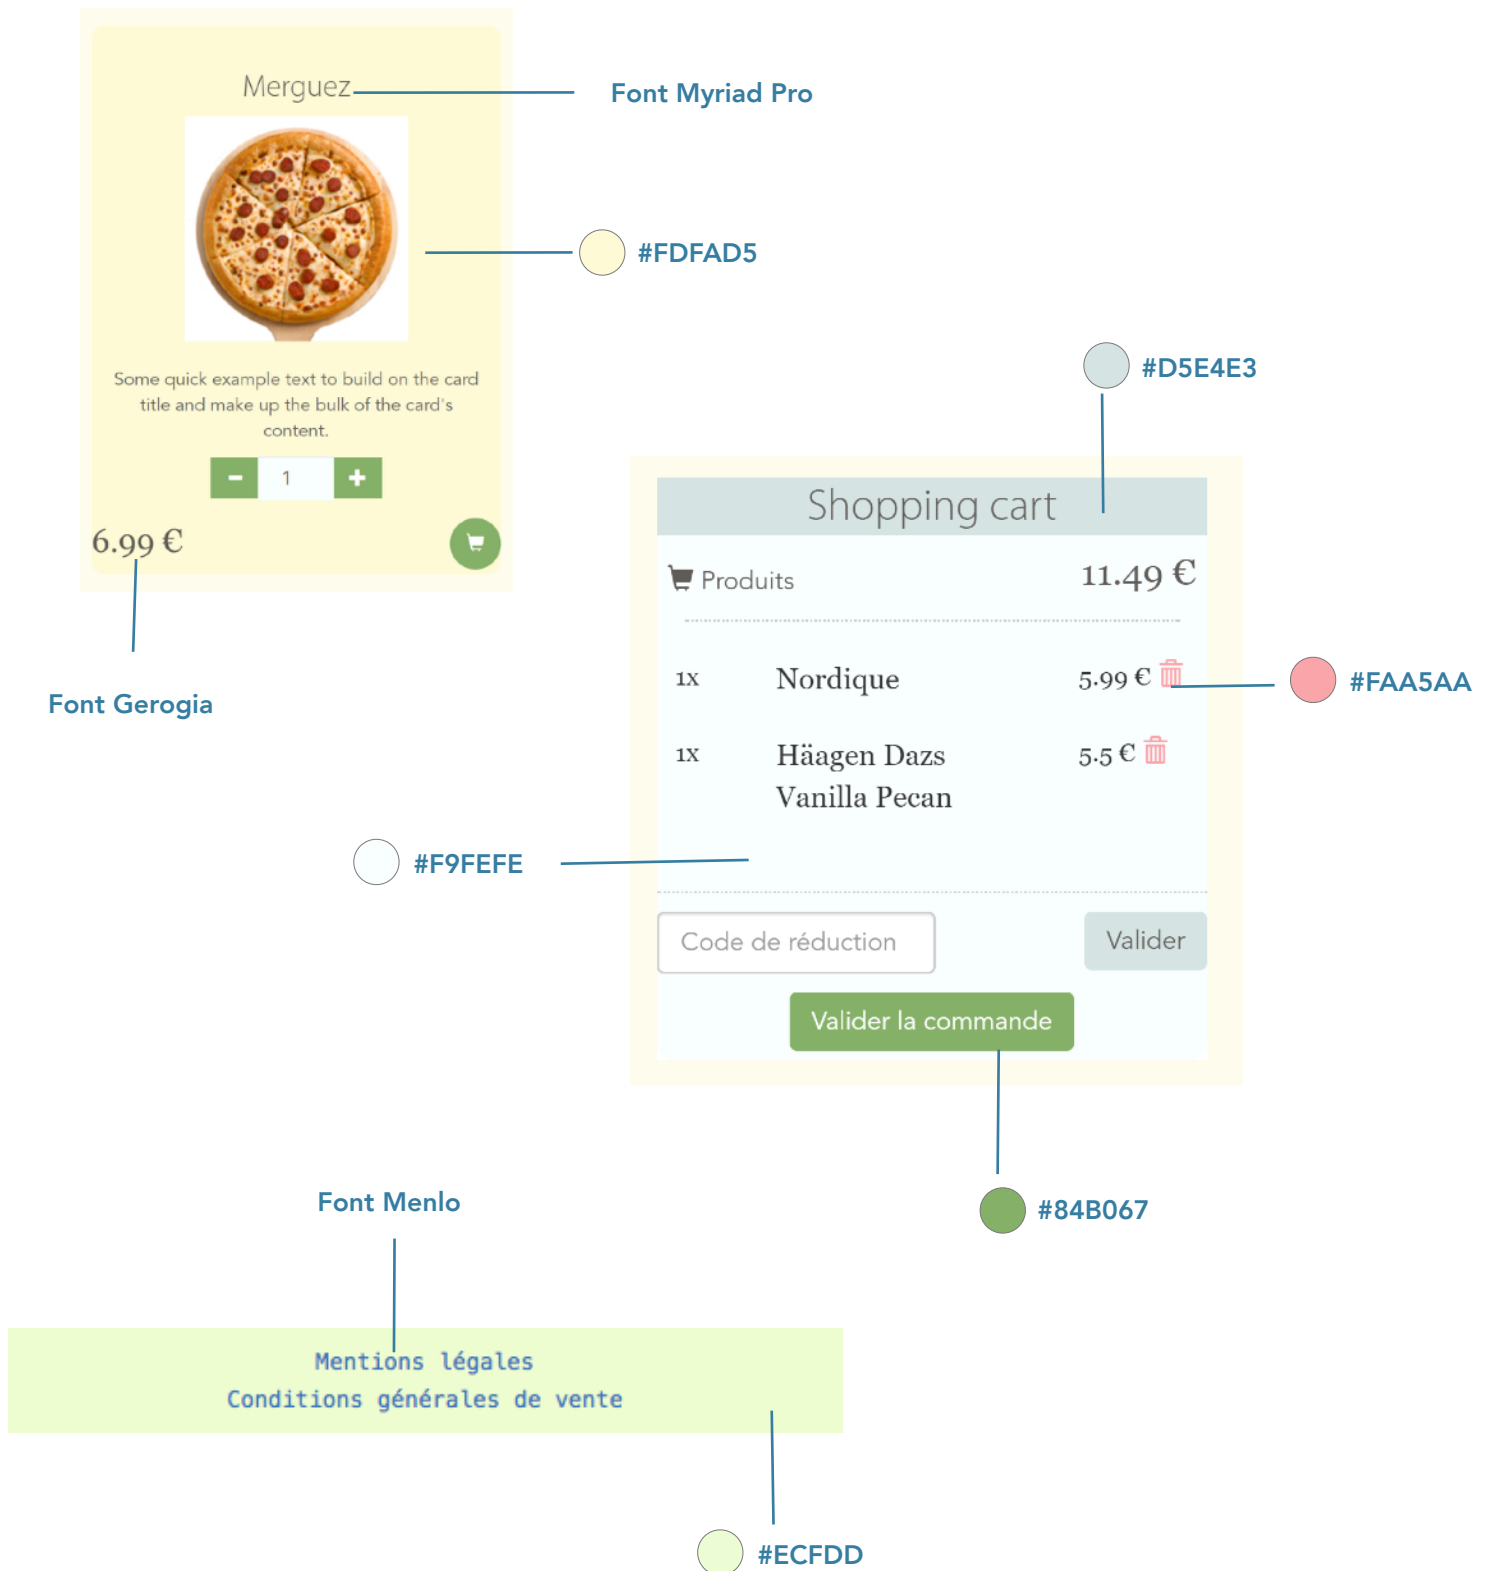 Merguez
Font Myriad Pro
#FDFAD5
Some quick example text to build on the card
title and make up the bulk of the card's
content.
1
6.99 €
Font Gerogia
#D5E4E3
Shopping cart
Produits 11.49 €
1x Nordique 5.99 €
#FAA5AA
1x Häagen Dazs 5.5 €
Vanilla Pecan
#F9FEFE
Code de réduction Valider
Valider la commande
#84B067
Font Menlo
Mentions légales
Conditions générales de vente
#ECFDD